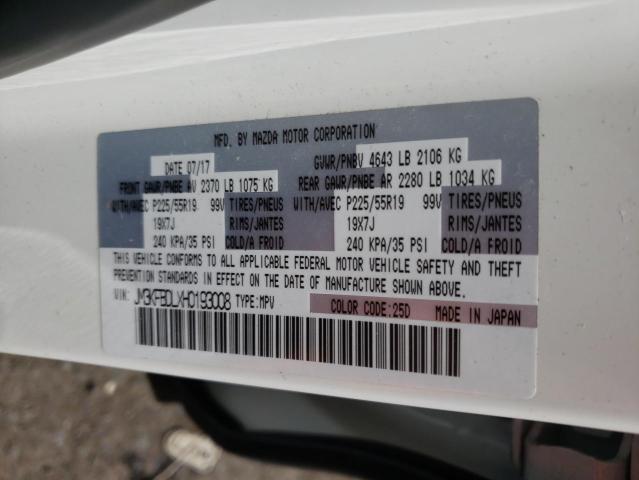 MFD. BY MAZDA MOTOR CORPORATION
DATE 07/17 GVWR/PNBV 4643 LB 2106 KG
FRONT GAWR/PNBE AV 2370 LB 1075 KG REAR GAWR/PNBE AR 2280 LB 1034 KG
WITH/AVEC P225/55R19 99V TIRES/PNEUS WITH/AVEC P225/55R19 99V TIRES/PNEUS
19X7J RIMS/JANTES 19X7J RIMS/JANTES
240 KPA/35 PSI COLD/A FROID 240 KPA/35 PSI COLD/A FROID
THIS VEHICLE CONFORMS TO ALL APPLICABLE FEDERAL MOTOR VEHICLE SAFETY AND THEFT
PREVENTION STANDARDS IN EFFECT ON THE DATE OF MANUFACTURE SHOWN ABOVE.
VIN: JM3KFBDLXH0193008 TYPE:MPV COLOR CODE:25D MADE IN JAPAN